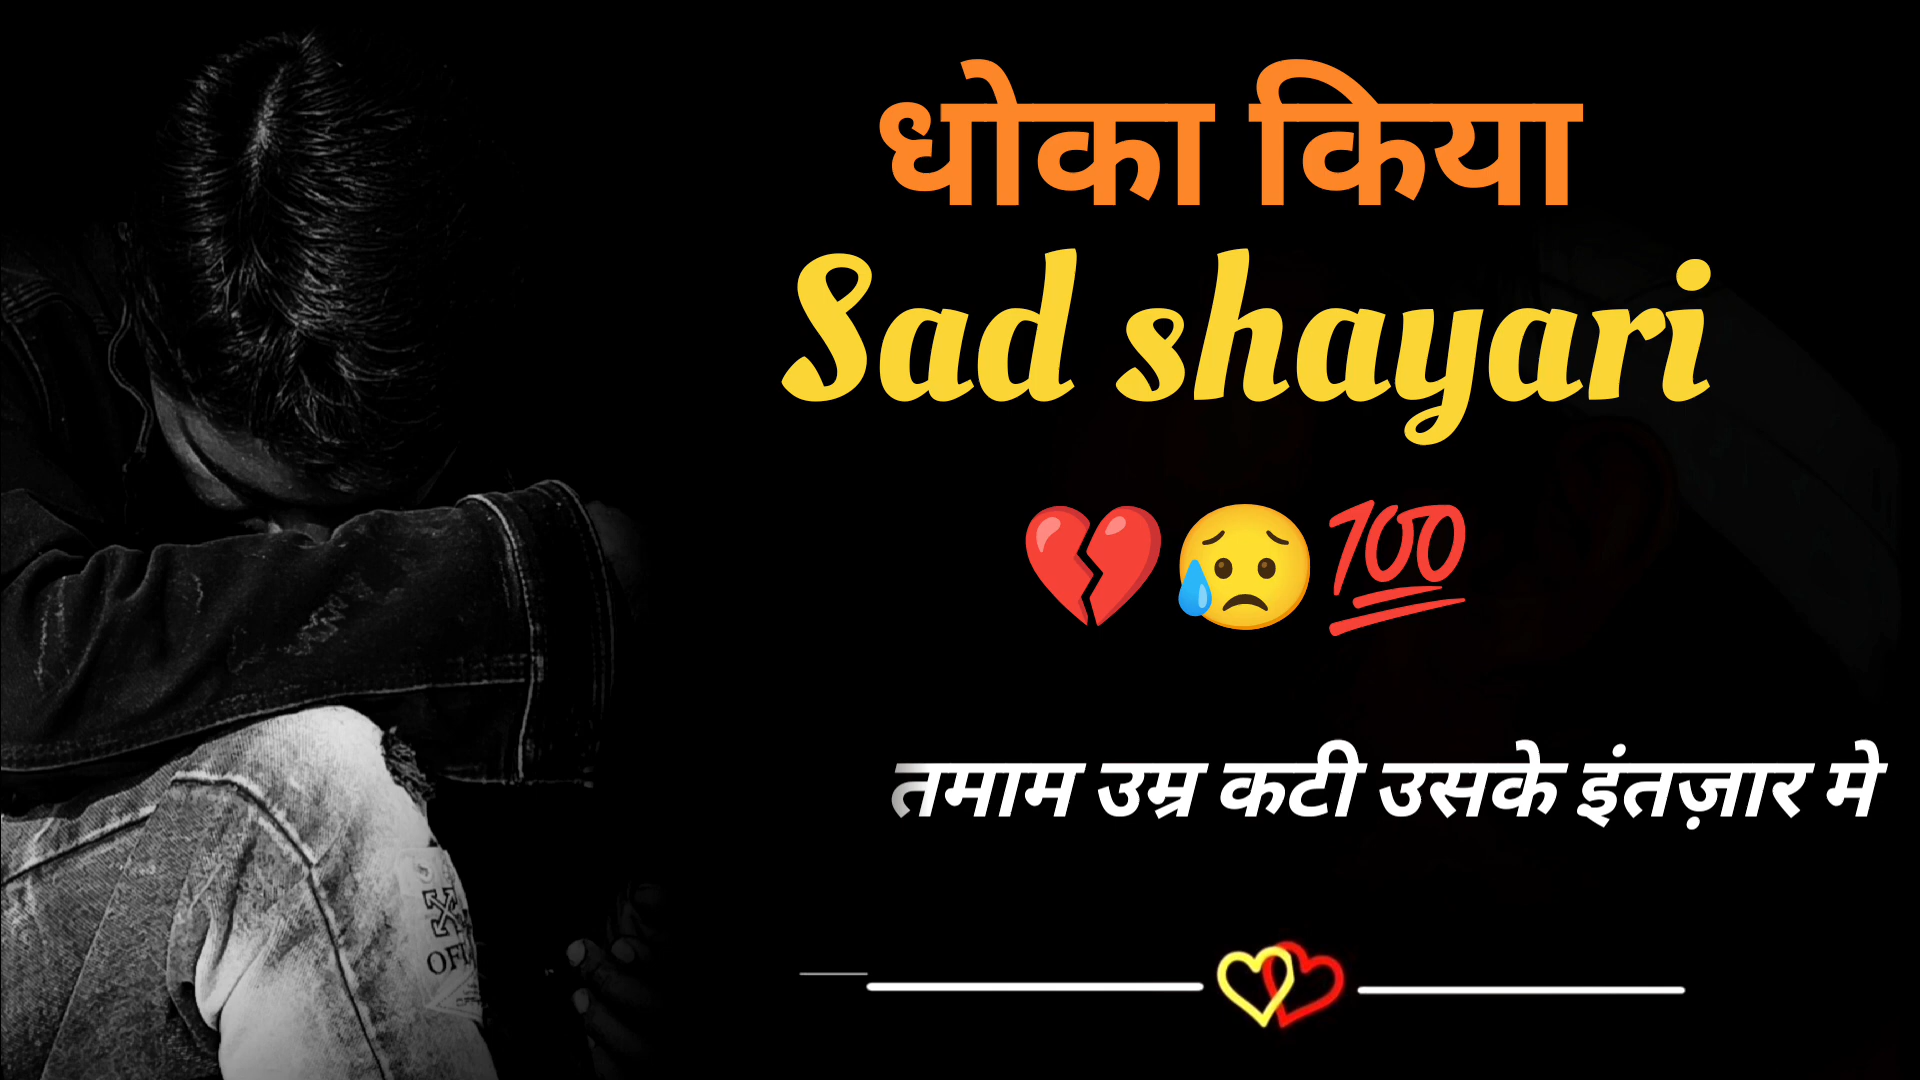 धोका किया
Sad shayari
💔😥💯
तमाम उम्र कटी उसके इंतज़ार मे